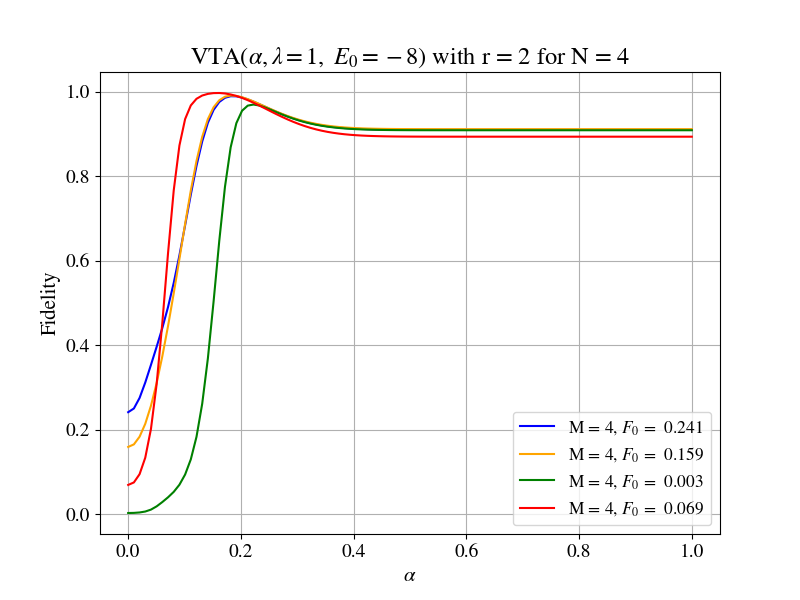 VTA(α, λ = 1, E₀ = −8) with r = 2 for N = 4
Fidelity
1.0
0.8
0.6
0.4
0.2
0.0
0.0 0.2 0.4 0.6 0.8 1.0
α
M = 4, F₀ = 0.241
M = 4, F₀ = 0.159
M = 4, F₀ = 0.003
M = 4, F₀ = 0.069